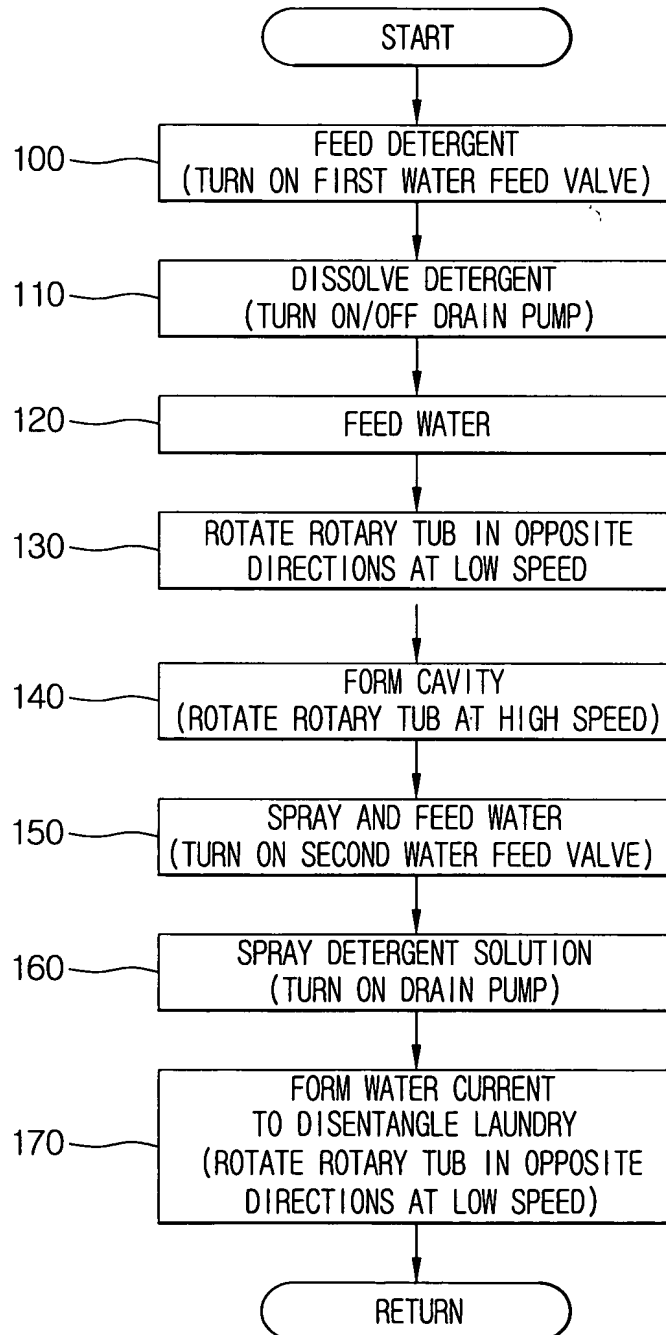 START
100
FEED DETERGENT
(TURN ON FIRST WATER FEED VALVE)
110
DISSOLVE DETERGENT
(TURN ON/OFF DRAIN PUMP)
120
FEED WATER
130
ROTATE ROTARY TUB IN OPPOSITE
DIRECTIONS AT LOW SPEED
140
FORM CAVITY
(ROTATE ROTARY TUB AT HIGH SPEED)
150
SPRAY AND FEED WATER
(TURN ON SECOND WATER FEED VALVE)
160
SPRAY DETERGENT SOLUTION
(TURN ON DRAIN PUMP)
170
FORM WATER CURRENT
TO DISENTANGLE LAUNDRY
(ROTATE ROTARY TUB IN OPPOSITE
DIRECTIONS AT LOW SPEED)
RETURN